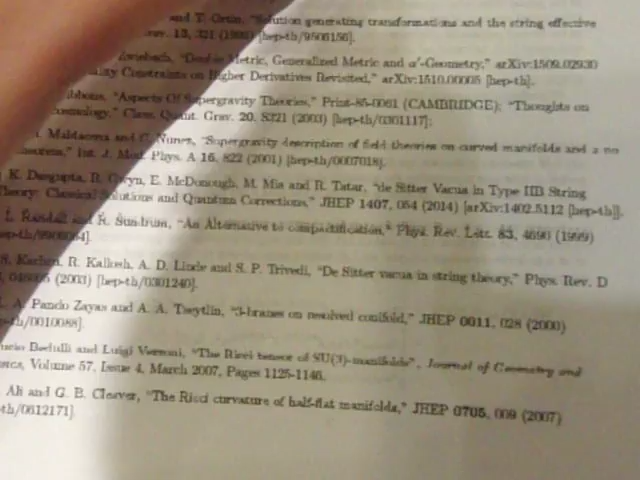 and T. Ortin, "Solution generating transformations and the string effective
13, 321 (1996) [hep-th/9506156].
Metric, Generalized Metric and α′-Geometry," arXiv:1509.02930
Constraints on Higher Derivatives Revisited," arXiv:1510.00005 [hep-th].
"Aspects Of Supergravity Theories," Print-85-0061 (CAMBRIDGE); "Thoughts on
Class. Quant. Grav. 20, S321 (2003) [hep-th/0301117];
Maldacena and C. Nunez, "Supergravity description of field theories on curved manifolds and a no
Int. J. Mod. Phys. A 16, 822 (2001) [hep-th/0007018].
K. Dasgupta, R. Gwyn, E. McDonough, M. Mia and R. Tatar, "de Sitter Vacua in Type IIB String
Theory: Classical Solutions and Quantum Corrections," JHEP 1407, 054 (2014) [arXiv:1402.5112 [hep-th]].
L. Randall and R. Sundrum, "An Alternative to compactification," Phys. Rev. Lett. 83, 4690 (1999)
S. Kachru, R. Kallosh, A. D. Linde and S. P. Trivedi, "De Sitter vacua in string theory," Phys. Rev. D
(2003) [hep-th/0301240].
L. A. Pando Zayas and A. A. Tseytlin, "3-branes on resolved conifold," JHEP 0011, 028 (2000)
-th/0010088].
Bedulli and Luigi Vezzoni, "The Ricci tensor of SU(3)-manifolds", Journal of Geometry and
Volume 57, Issue 4, March 2007, Pages 1125-1146.
Ali and G. B. Cleaver, "The Ricci curvature of half-flat manifolds," JHEP 0705, 009 (2007)
-th/0612171].